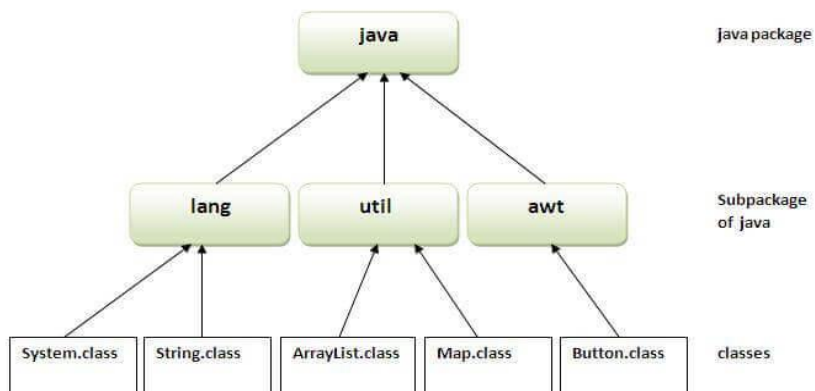 java
java package
lang
util
awt
Subpackage
of java
System.class
String.class
ArrayList.class
Map.class
Button.class
classes